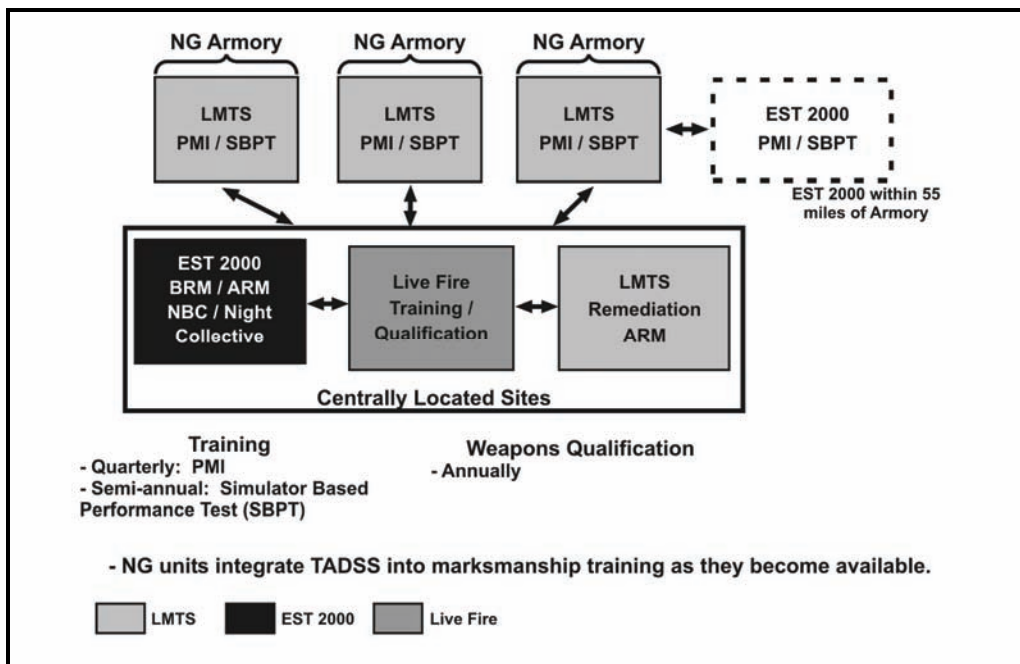 NG Armory
NG Armory
NG Armory
LMTS
PMI / SBPT
LMTS
PMI / SBPT
LMTS
PMI / SBPT
EST 2000
PMI / SBPT
EST 2000 within 55
miles of Armory
EST 2000
BRM / ARM
NBC / Night
Collective
Live Fire
Training /
Qualification
LMTS
Remediation
ARM
Centrally Located Sites
Training
- Quarterly: PMI
- Semi-annual: Simulator Based
Performance Test (SBPT)
Weapons Qualification
- Annually
- NG units integrate TADSS into marksmanship training as they become available.
LMTS
EST 2000
Live Fire